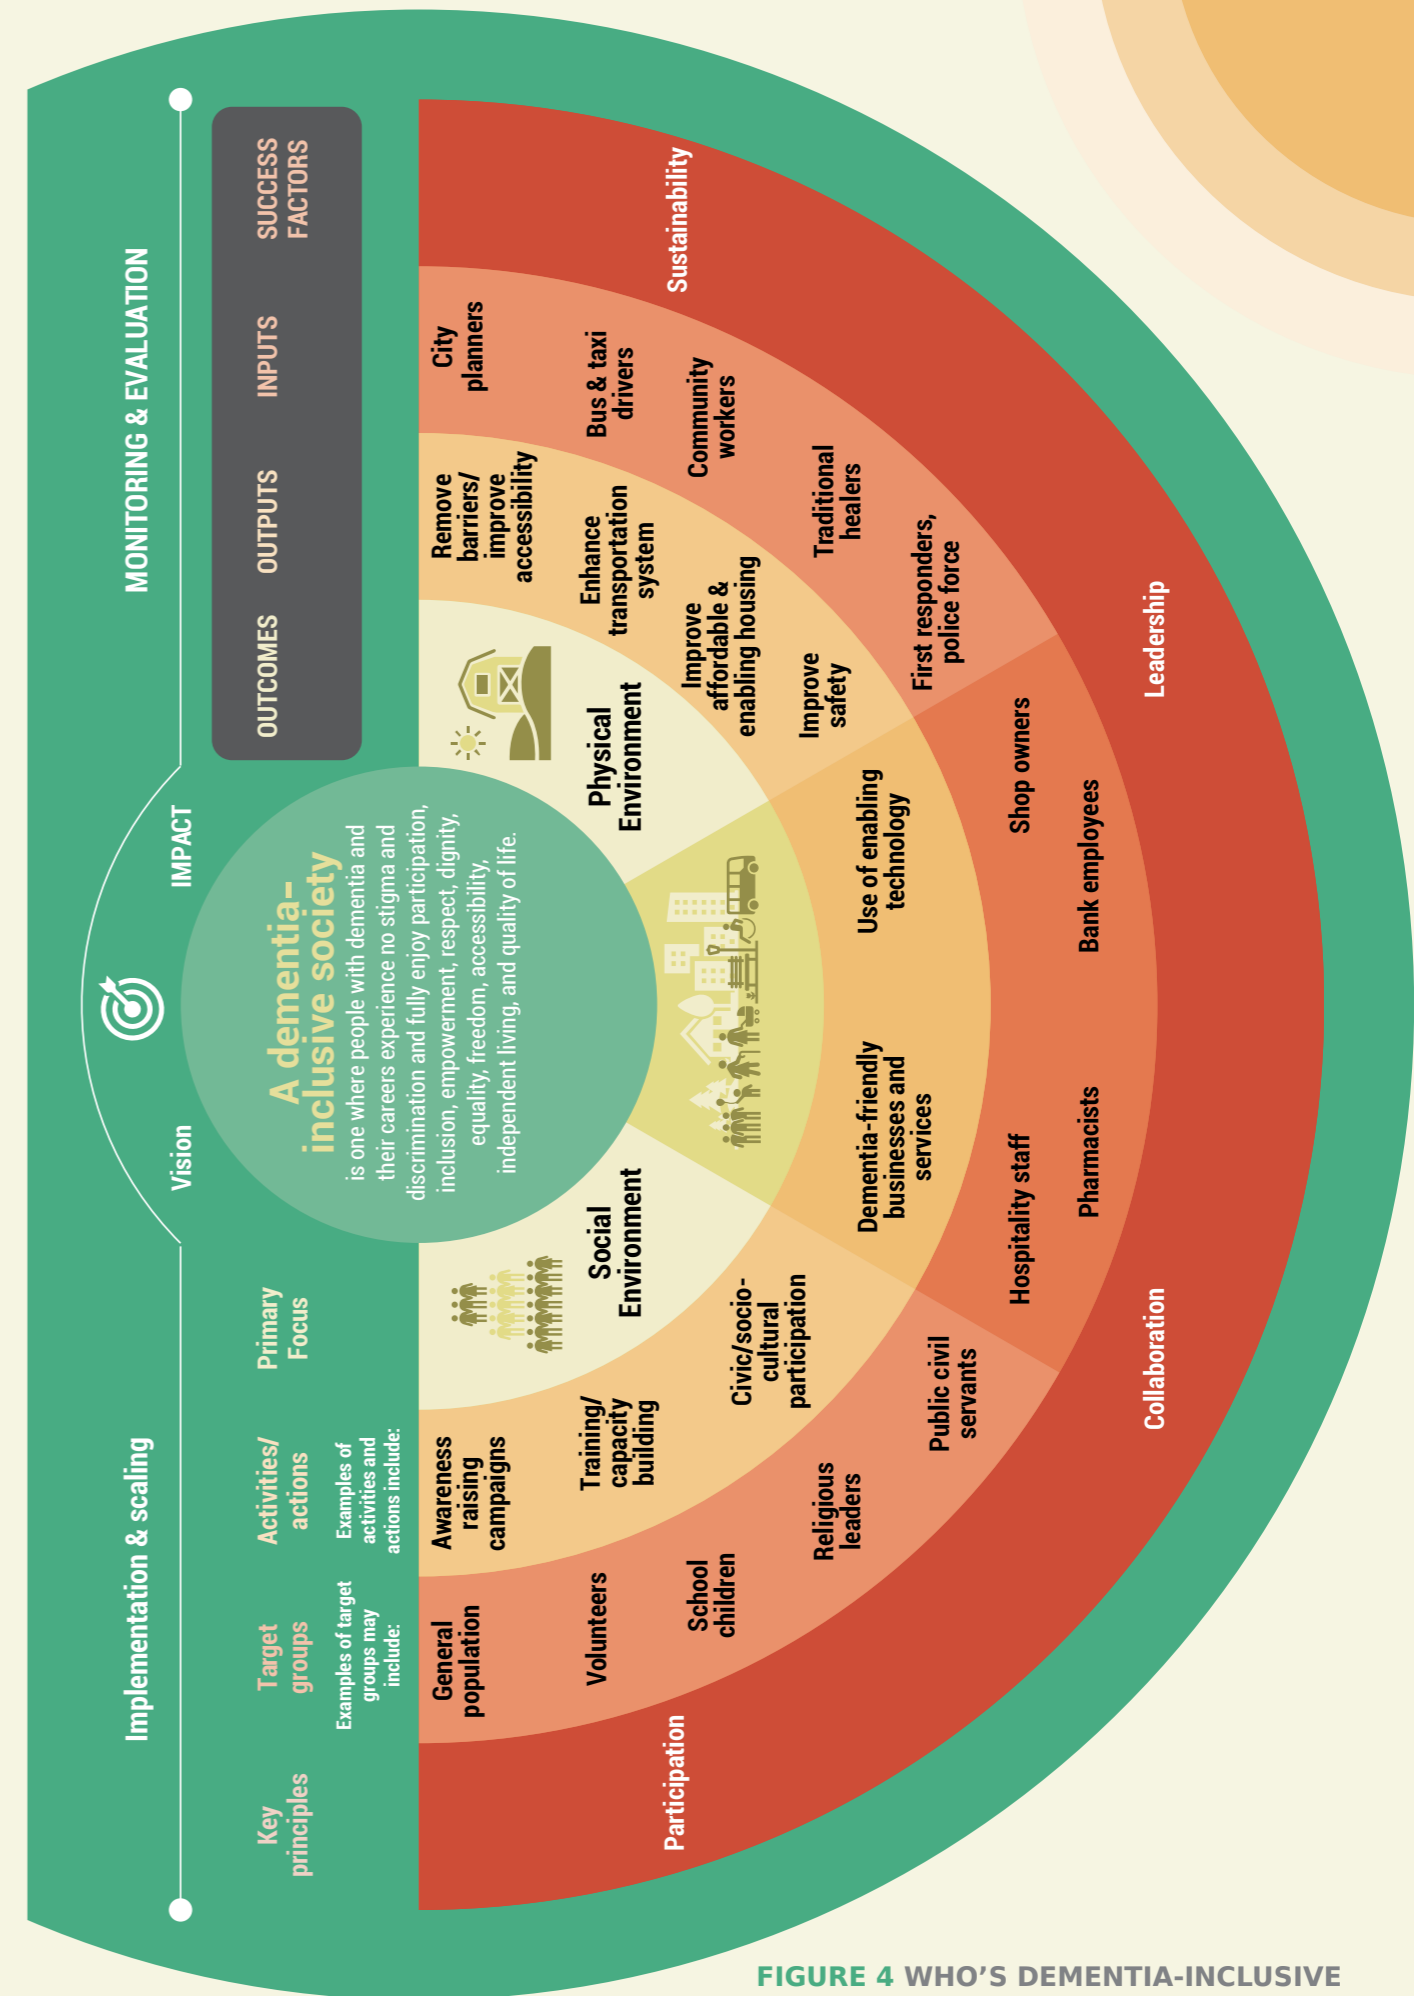 Implementation & scaling
Vision
IMPACT
MONITORING & EVALUATION
Key
principles
Target
groups
Examples of target
groups may
include:
Activities/
actions
Examples of
activities and
actions include:
Primary
Focus
OUTCOMES
OUTPUTS
INPUTS
SUCCESS
FACTORS
A dementia-
inclusive society
is one where people with dementia and
their careers experience no stigma and
discrimination and fully enjoy participation,
inclusion, empowerment, respect, dignity,
equality, freedom, accessibility,
independent living, and quality of life.
Social
Environment
Physical
Environment
Awareness
raising
campaigns
Training/
capacity
building
Civic/socio-
cultural
participation
Dementia-friendly
businesses and
services
Use of enabling
technology
Improve
safety
Improve
affordable &
enabling housing
Enhance
transportation
system
Remove
barriers/
improve
accessibility
General
population
Volunteers
School
children
Religious
leaders
Public civil
servants
Hospitality staff
Pharmacists
Bank employees
Shop owners
First responders,
police force
Traditional
healers
Community
workers
Bus & taxi
drivers
City
planners
Participation
Collaboration
Leadership
Sustainability
FIGURE 4 WHO’S DEMENTIA-INCLUSIVE